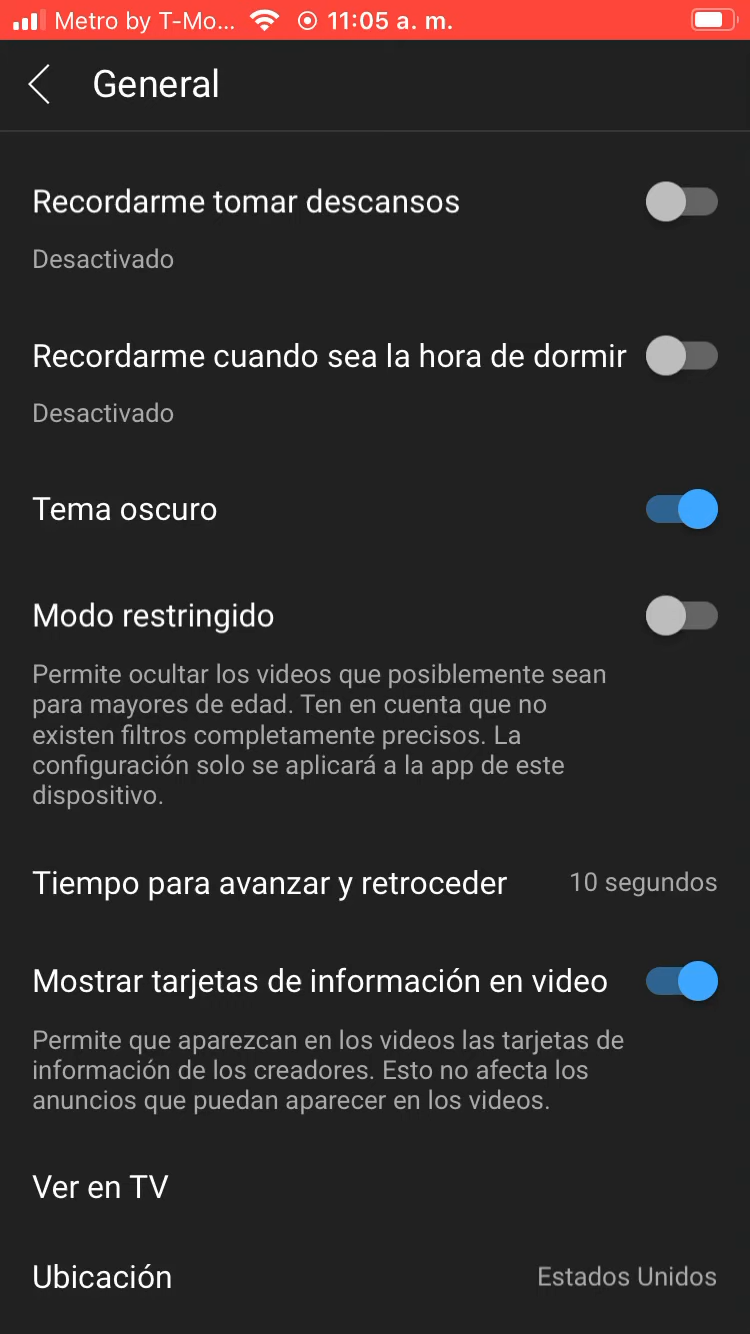 Metro by T-Mo... 11:05 a. m.
General
Recordarme tomar descansos
Desactivado
Recordarme cuando sea la hora de dormir
Desactivado
Tema oscuro
Modo restringido
Permite ocultar los videos que posiblemente sean
para mayores de edad. Ten en cuenta que no
existen filtros completamente precisos. La
configuración solo se aplicará a la app de este
dispositivo.
Tiempo para avanzar y retroceder 10 segundos
Mostrar tarjetas de información en video
Permite que aparezcan en los videos las tarjetas de
información de los creadores. Esto no afecta los
anuncios que puedan aparecer en los videos.
Ver en TV
Ubicación Estados Unidos